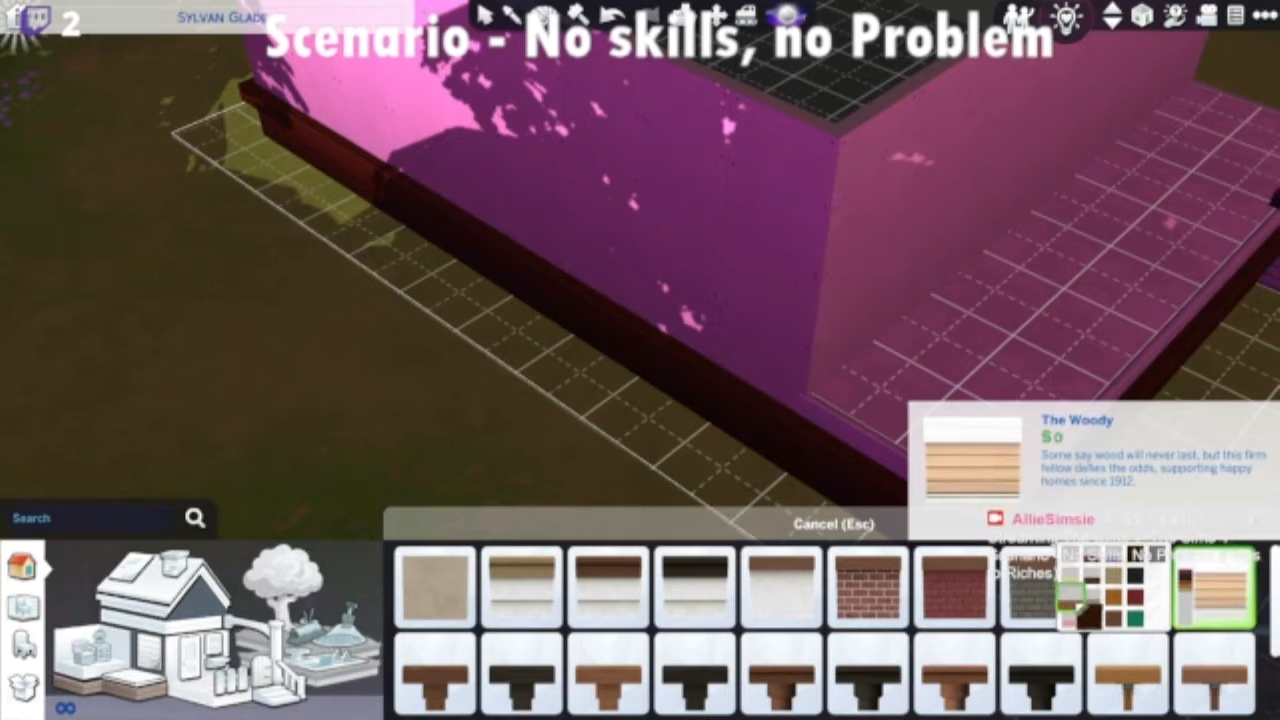 2
SYLVAN GLADE
Scenario - No skills, no Problem
The Woody
$0
Some say wood will never last, but this firm
fellow defies the odds, supporting happy
homes since 1912.
Search
Cancel (Esc)
AllieSimsie
Riches)